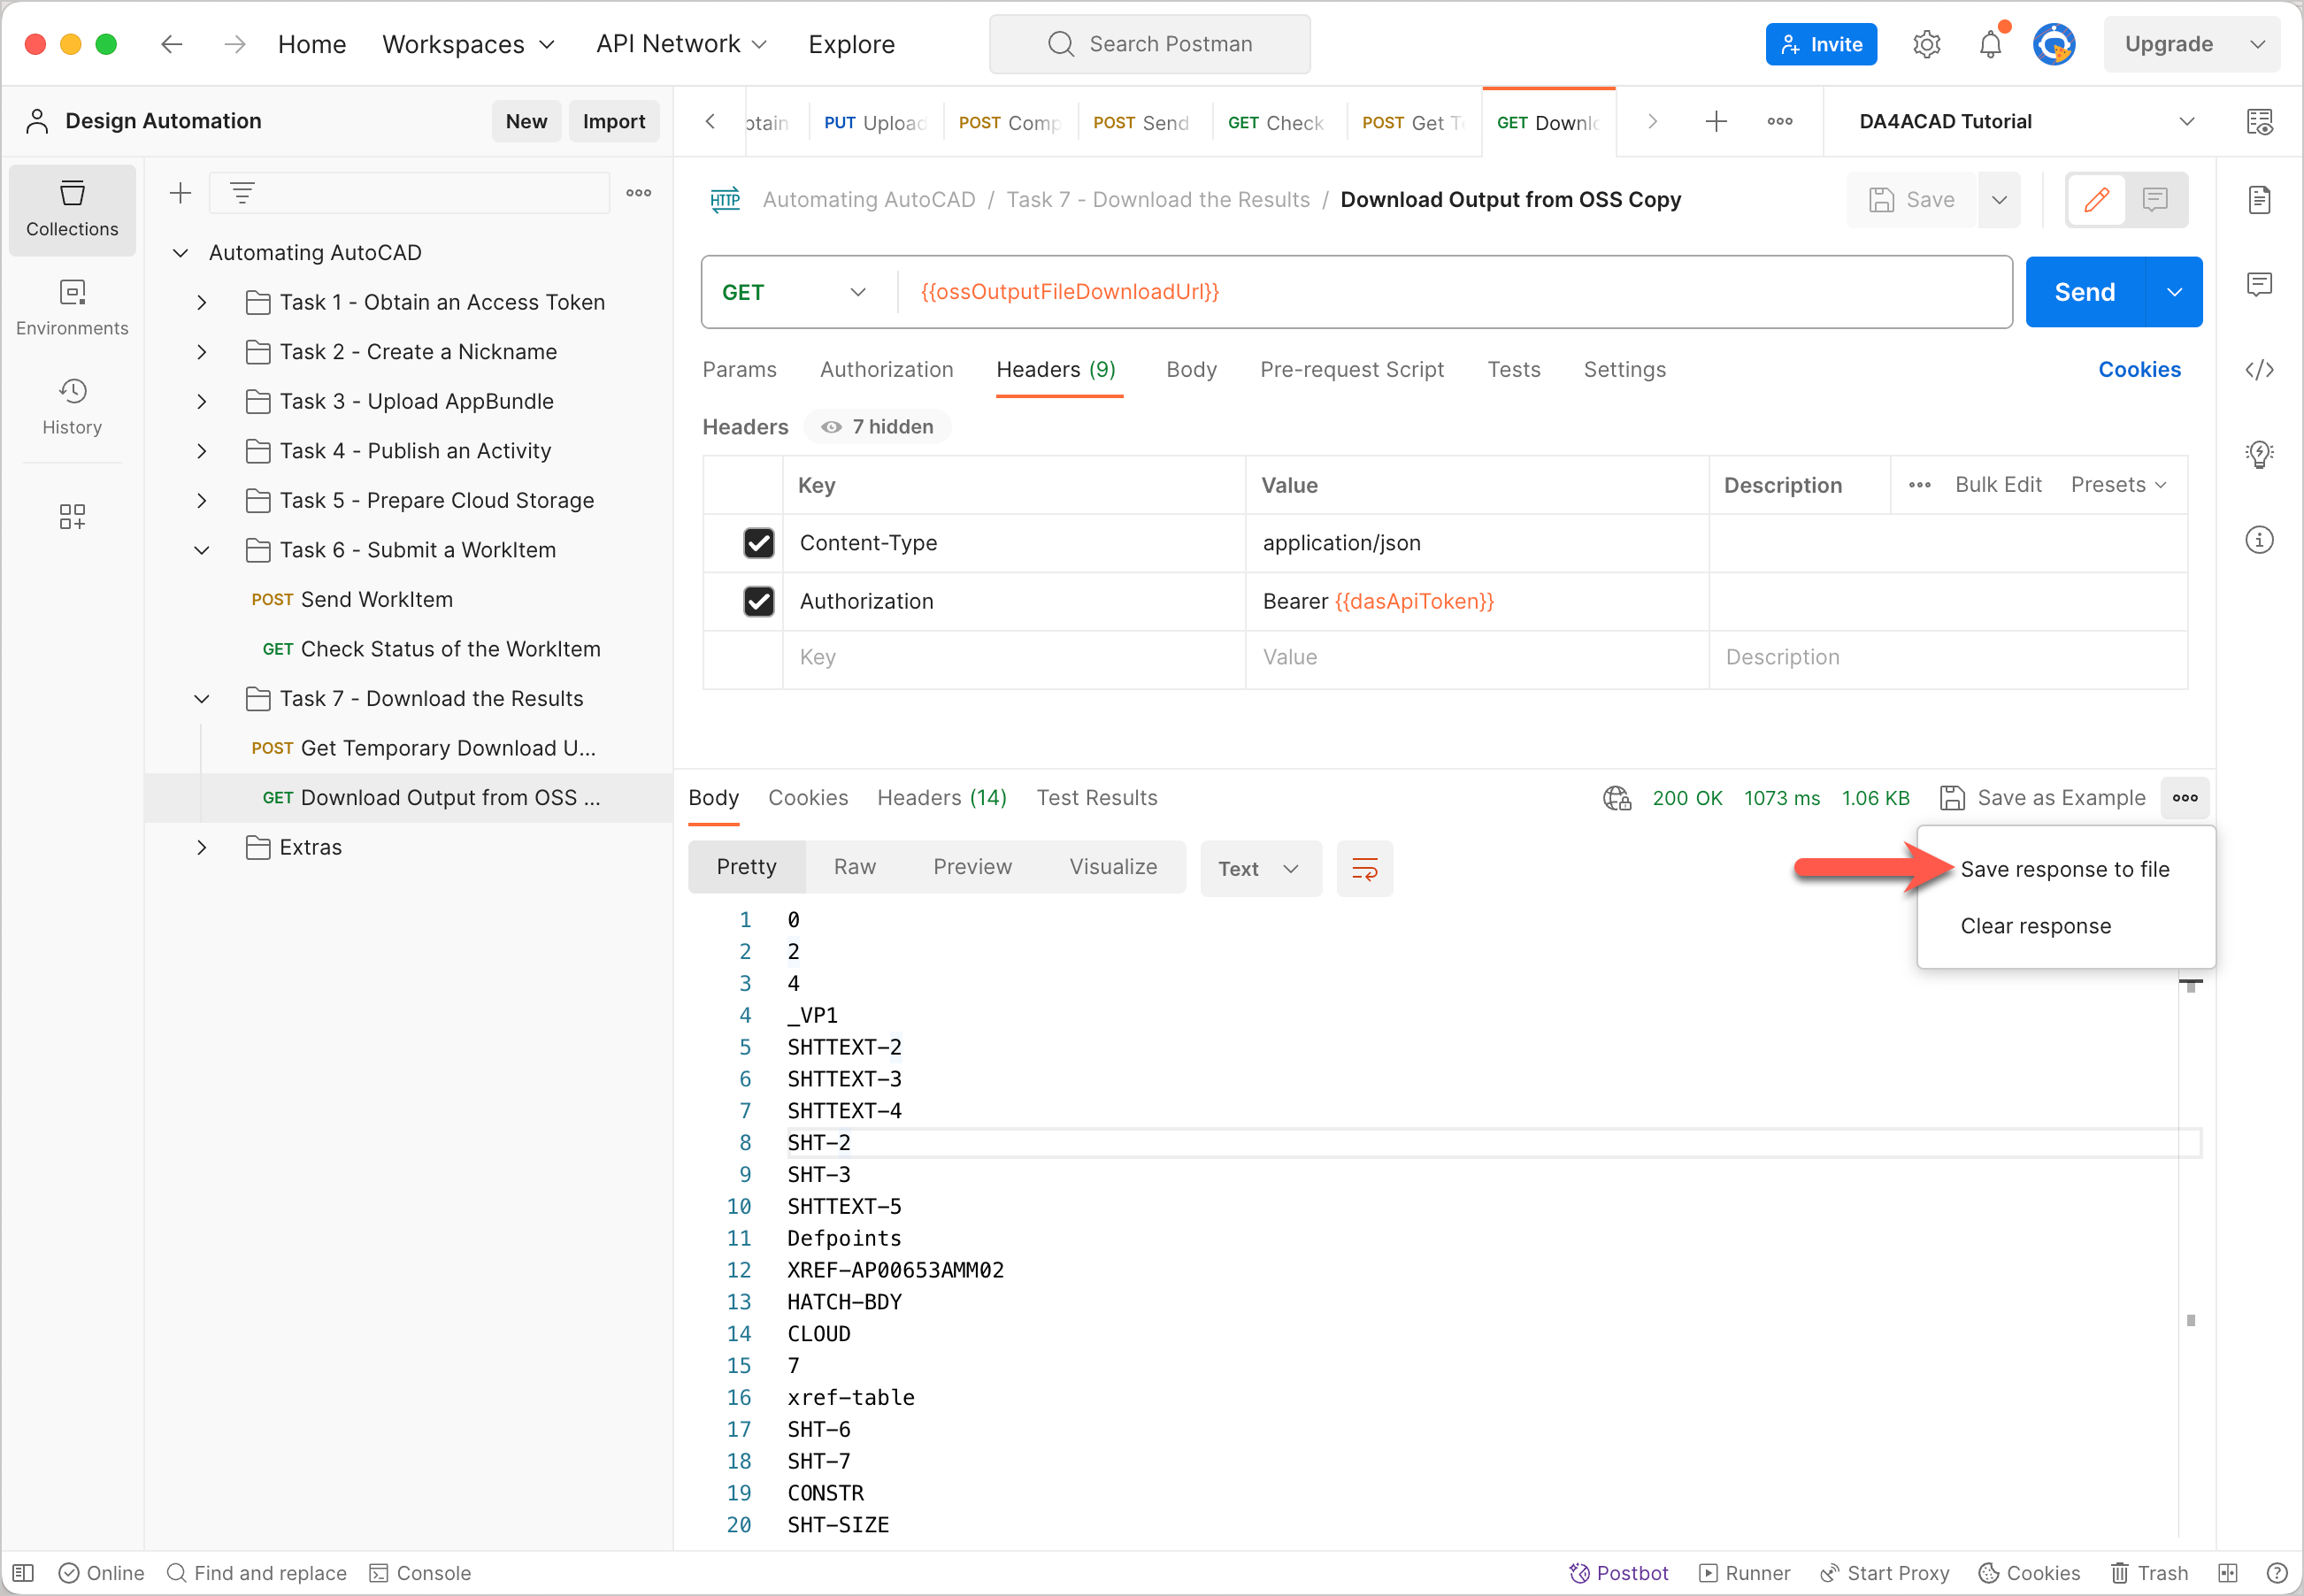 Home Workspaces API Network Explore Search Postman Invite Upgrade
Design Automation New Import
PUT Upload POST Comp POST Send GET Check POST Get GET Downl DA4ACAD Tutorial
Collections
Environments
History
Automating AutoCAD
Task 1 - Obtain an Access Token
Task 2 - Create a Nickname
Task 3 - Upload AppBundle
Task 4 - Publish an Activity
Task 5 - Prepare Cloud Storage
Task 6 - Submit a WorkItem
POST Send WorkItem
GET Check Status of the WorkItem
Task 7 - Download the Results
POST Get Temporary Download U...
GET Download Output from OSS ...
Extras
HTTP Automating AutoCAD / Task 7 - Download the Results / Download Output from OSS Copy Save
GET {{ossOutputFileDownloadUrl}} Send
Params Authorization Headers (9) Body Pre-request Script Tests Settings Cookies
Headers 7 hidden
Key Value Description Bulk Edit Presets
Content-Type application/json
Authorization Bearer {{dasApiToken}}
Key Value Description
Body Cookies Headers (14) Test Results 200 OK 1073 ms 1.06 KB Save as Example
Pretty Raw Preview Visualize Text
Save response to file
Clear response
1 0
2 2
3 4
4 _VP1
5 SHTTEXT-2
6 SHTTEXT-3
7 SHTTEXT-4
8 SHT-2
9 SHT-3
10 SHTTEXT-5
11 Defpoints
12 XREF-AP00653AMM02
13 HATCH-BDY
14 CLOUD
15 7
16 xref-table
17 SHT-6
18 SHT-7
19 CONSTR
20 SHT-SIZE
Online Find and replace Console Postbot Runner Start Proxy Cookies Trash